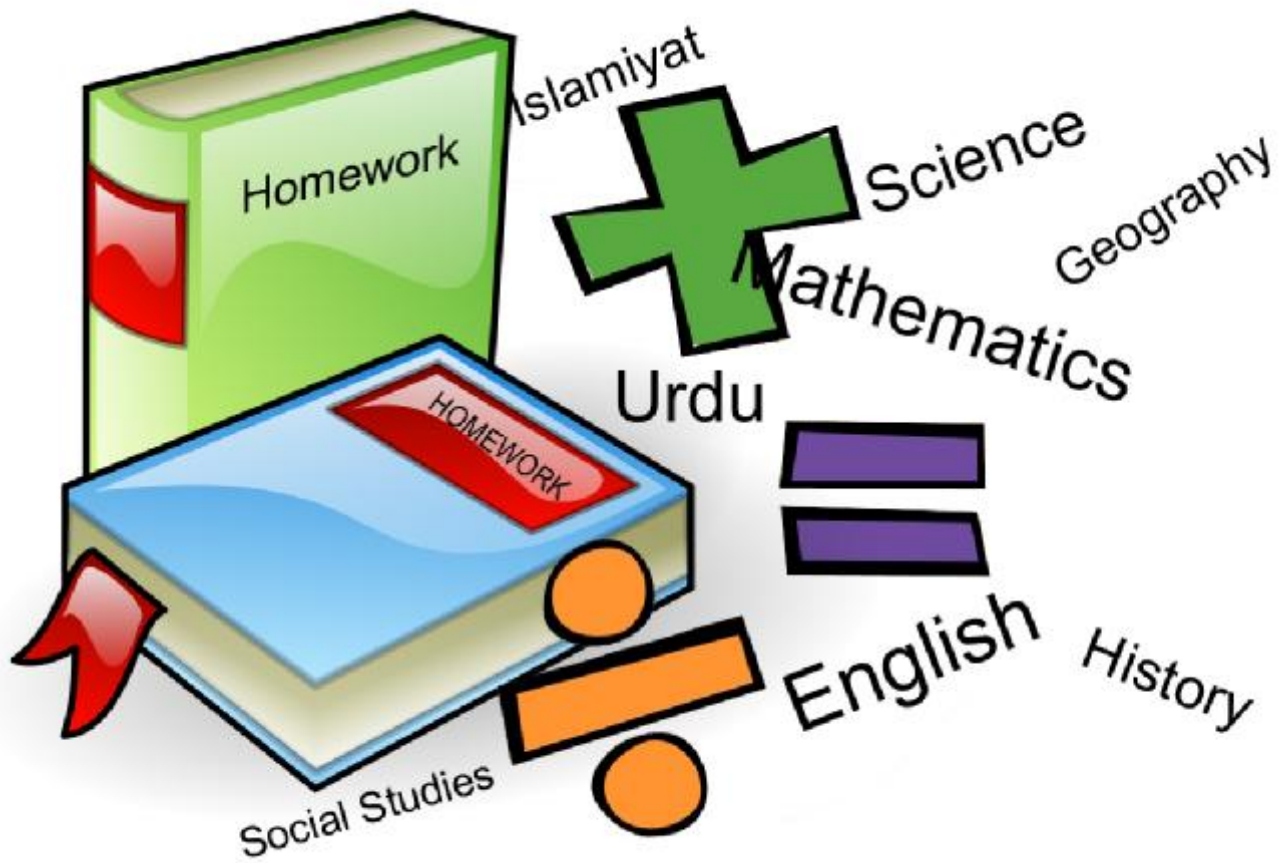 Islamiyat
Homework
Science
Geography
Mathematics
Urdu
HOMEWORK
English
History
Social Studies